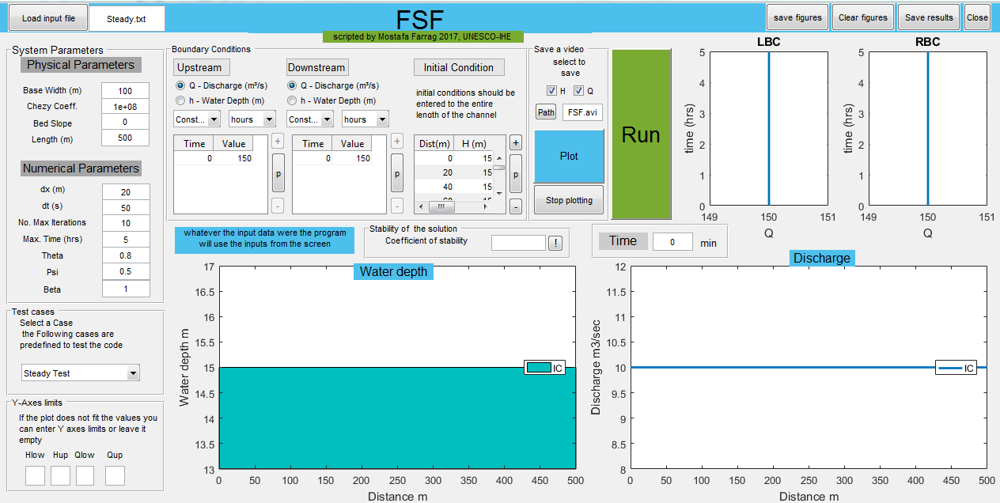 Load input file
Steady.txt
FSF
scripted by Mostafa Farrag 2017, UNESCO-IHE
save figures
Clear figures
Save results
Close
System Parameters
Physical Parameters
Base Width (m) 100
Chezy Coeff. 1e+08
Bed Slope 0
Length (m) 500
Numerical Parameters
dx (m) 20
dt (s) 50
No. Max Iterations 10
Max. Time (hrs) 5
Theta 0.8
Psi 0.5
Beta 1
Test cases
Select a Case
the Following cases are
predefined to test the code
Steady Test
Y-Axes limits
If the plot does not fit the values you
can enter Y axes limits or leave it
empty
Hlow Hup Qlow Qup
Boundary Conditions
Upstream
Q - Discharge (m³/s)
h - Water Depth (m)
Const... hours
Time Value
0 150
+
p
-
Downstream
Q - Discharge (m³/s)
h - Water Depth (m)
Const... hours
Time Value
0 150
+
p
-
Initial Condition
initial conditions should be
entered to the entire
length of the channel
Dist(m) H (m)
0 15
20 15
40 15
+
p
-
Save a video
select to
save
H Q
Path FSF.avi
Plot
Stop plotting
Run
LBC
5
4
3
2
1
0
time (hrs)
149 150 151
Q
RBC
5
4
3
2
1
0
time (hrs)
149 150 151
Q
whatever the input data were the program
will use the inputs from the screen
Stability of the solution
Coefficient of stability
!
Time 0 min
Water depth
17
16.5
16
15.5
15
14.5
14
13.5
13
Water depth m
IC
0 50 100 150 200 250 300 350 400 450 500
Distance m
Discharge
12
11.5
11
10.5
10
9.5
9
8.5
8
Discharge m3/sec
IC
0 50 100 150 200 250 300 350 400 450 500
Distance m